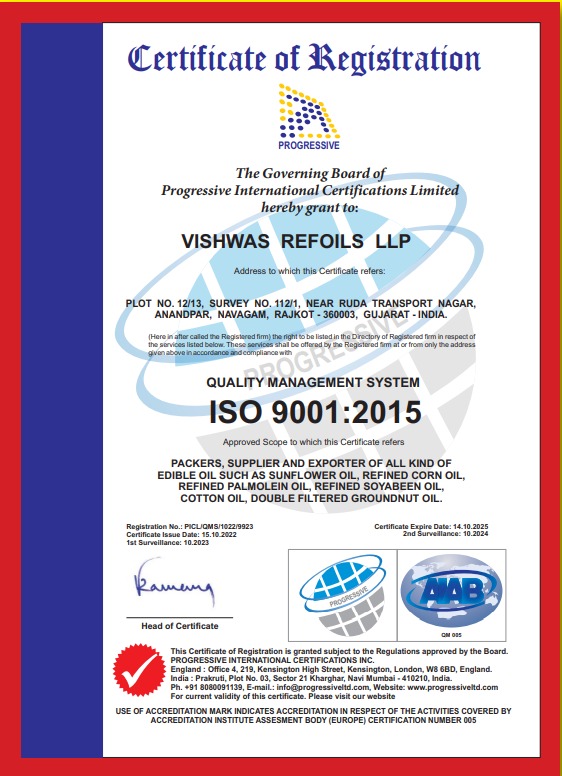 Certificate of Registration
PROGRESSIVE
The Governing Board of
Progressive International Certifications Limited
hereby grant to:
VISHWAS REFOILS LLP
Address to which this Certificate refers:
PLOT NO. 12/13, SURVEY NO. 112/1, NEAR RUDA TRANSPORT NAGAR,
ANANDPAR, NAVAGAM, RAJKOT - 360003, GUJARAT - INDIA.
(Here in after called the Registered firm) the right to be listed in the Directory of Registered firm in respect of
the services listed below. These services shall be offered by the Registered firm at or from only the address
given above in accordance and compliance with
PROGRESSIVE
QUALITY MANAGEMENT SYSTEM
ISO 9001:2015
Approved Scope to which this Certificate refers
PACKERS, SUPPLIER AND EXPORTER OF ALL KIND OF
EDIBLE OIL SUCH AS SUNFLOWER OIL, REFINED CORN OIL,
REFINED PALMOLEIN OIL, REFINED SOYABEEN OIL,
COTTON OIL, DOUBLE FILTERED GROUNDNUT OIL.
Registration No.: PICL/QMS/1022/9923
Certificate Issue Date: 15.10.2022
1st Surveillance: 10.2023
Certificate Expire Date: 14.10.2025
2nd Surveillance: 10.2024
Head of Certificate
PROGRESSIVE
AIAB
QM 005
This Certificate of Registration is granted subject to the Regulations approved by the Board.
PROGRESSIVE INTERNATIONAL CERTIFICATIONS INC.
England : Office 4, 219, Kensington High Street, Kensington, London, W8 6BD, England.
India : Prakruti, Plot No. 03, Sector 21 Kharghar, Navi Mumbai - 410210, India.
Ph. +91 8080091139, E-mail.: info@progressiveltd.com, Website: www.progressiveltd.com
For current validity of this certificate. Please visit our website
USE OF ACCREDITATION MARK INDICATES ACCREDITATION IN RESPECT OF THE ACTIVITIES COVERED BY
ACCREDITATION INSTITUTE ASSESMENT BODY (EUROPE) CERTIFICATION NUMBER 005